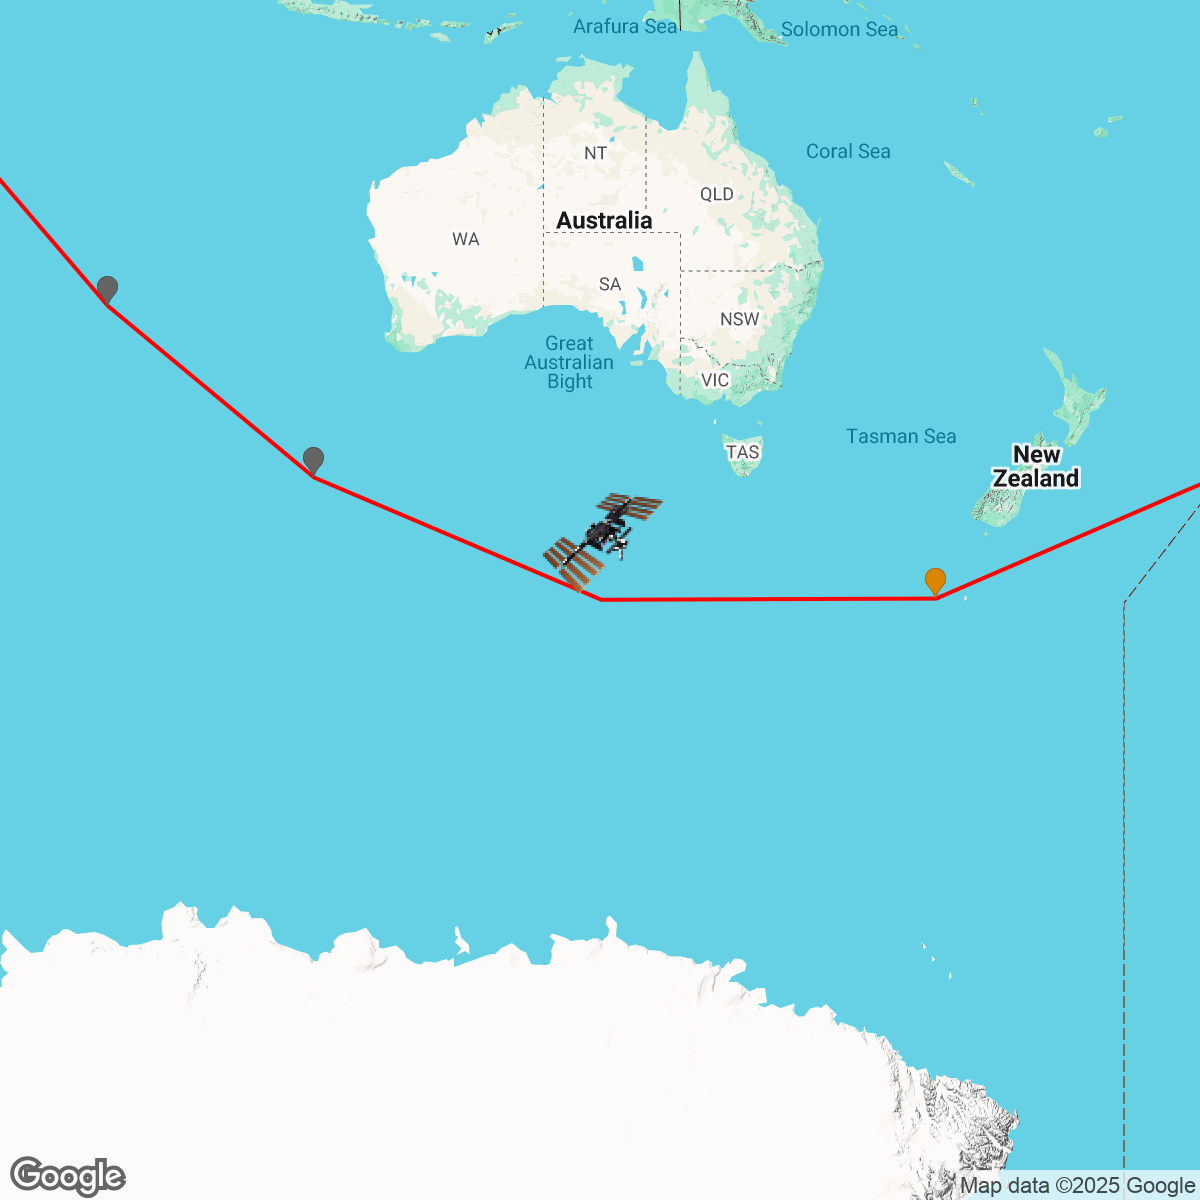 Arafura Sea
Solomon Sea
Coral Sea
NT
QLD
Australia
WA
SA
NSW
Great
Australian
Bight
VIC
Tasman Sea
TAS
New
Zealand
Google
Map data ©2025 Google